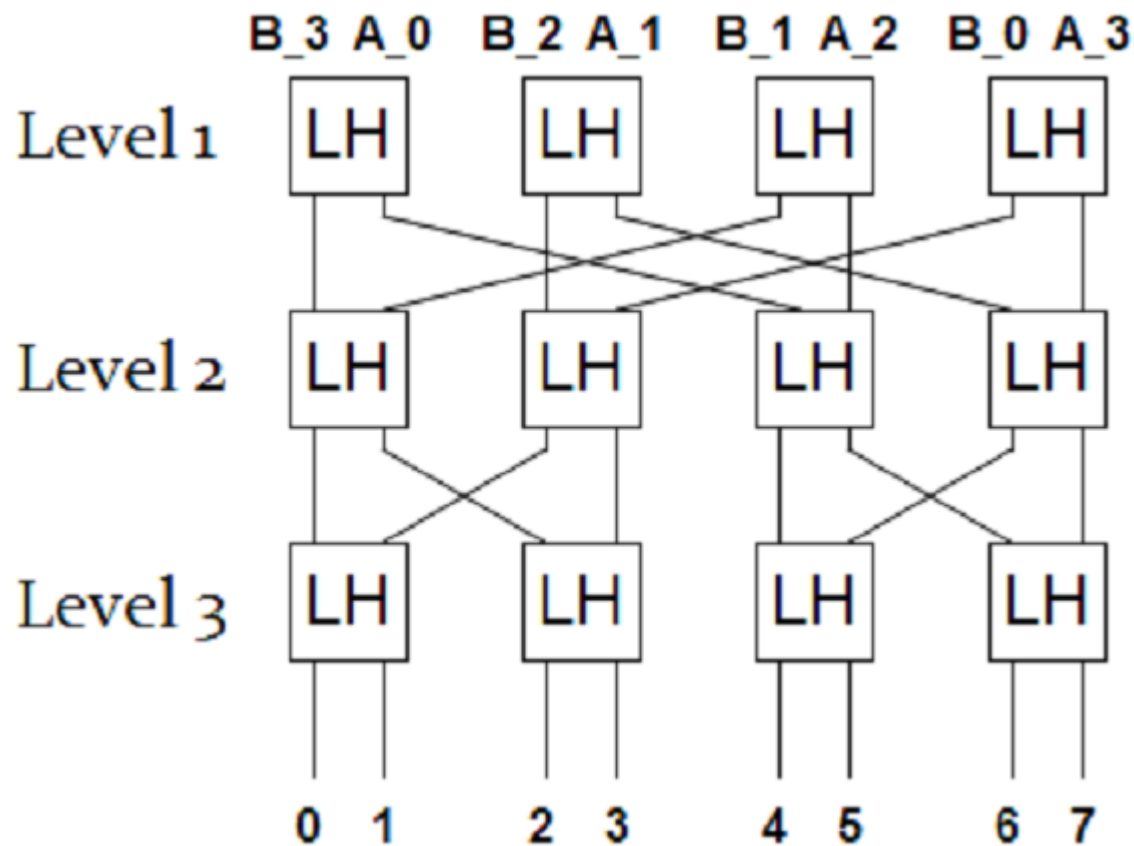 B_3 A_0 B_2 A_1 B_1 A_2 B_0 A_3
Level 1 LH LH LH LH
Level 2 LH LH LH LH
Level 3 LH LH LH LH
0 1 2 3 4 5 6 7